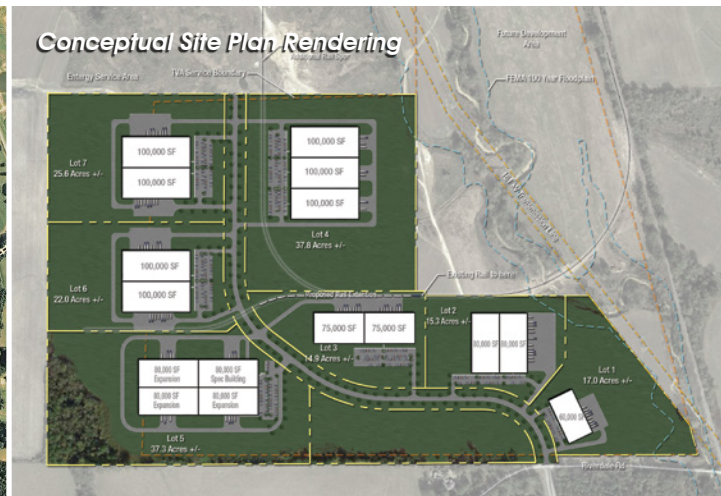 Conceptual Site Plan Rendering
Future Development
Area
Entergy Service Area
TVA Service Boundary
FEMA 100 Year Floodplain
Lot 7
25.6 Acres +/-
100,000 SF
100,000 SF
100,000 SF
100,000 SF
100,000 SF
Lot 4
37.8 Acres +/-
Lot 6
22.0 Acres +/-
100,000 SF
100,000 SF
Existing Rail to here
Proposed Rail Extension
Lot 2
15.3 Acres +/-
75,000 SF
75,000 SF
80,000 SF
80,000 SF
Lot 3
14.9 Acres +/-
Lot 1
17.0 Acres +/-
60,000 SF
80,000 SF
Expansion
80,000 SF
Spec Building
80,000 SF
Expansion
80,000 SF
Expansion
Lot 5
37.3 Acres +/-
Riverdale Rd